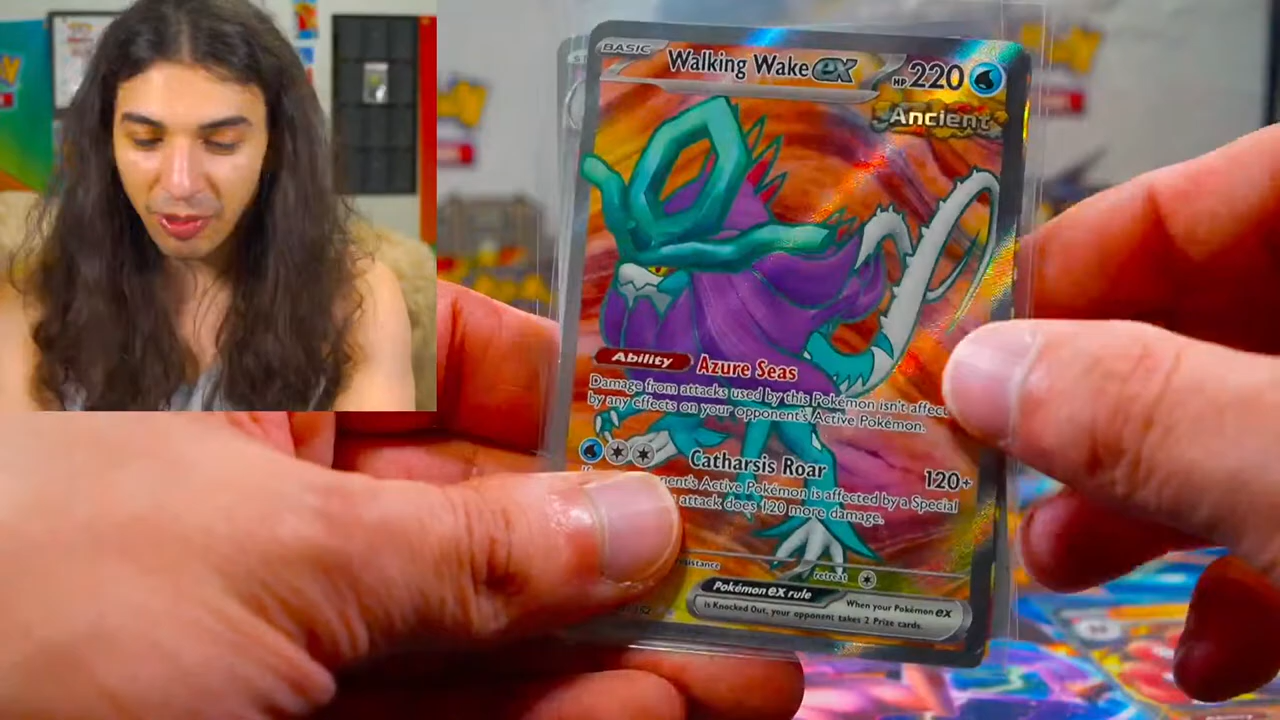 BASIC Walking Wake ex HP 220
Ancient
Ability Azure Seas
Damage from attacks used by this Pokémon isn't affect
by any effects on your opponent's Active Pokémon.
Catharsis Roar 120+
nent's Active Pokémon is affected by a Special
attack does 120 more damage.
sistance retreat
Pokémon ex rule When your Pokémon ex
is Knocked Out, your opponent takes 2 Prize cards.